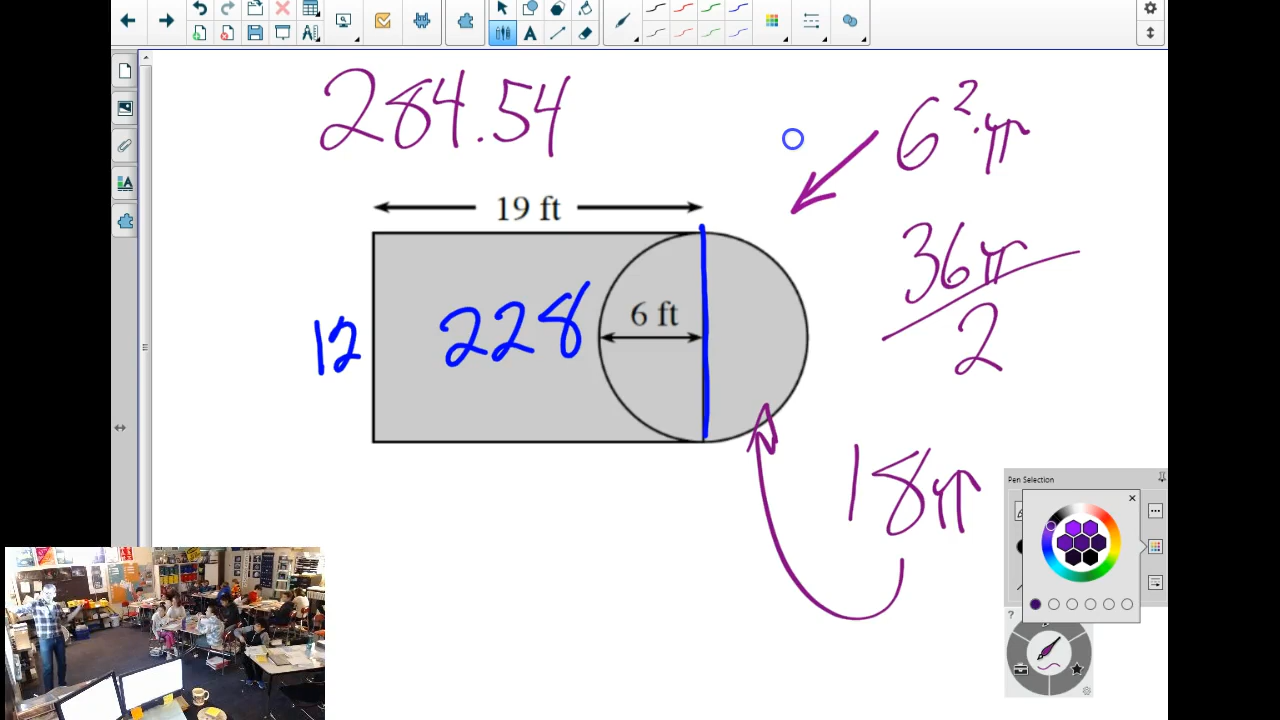 284.54
6².π
19 ft
36π
2
6 ft
228
12
18π
Pen Selection